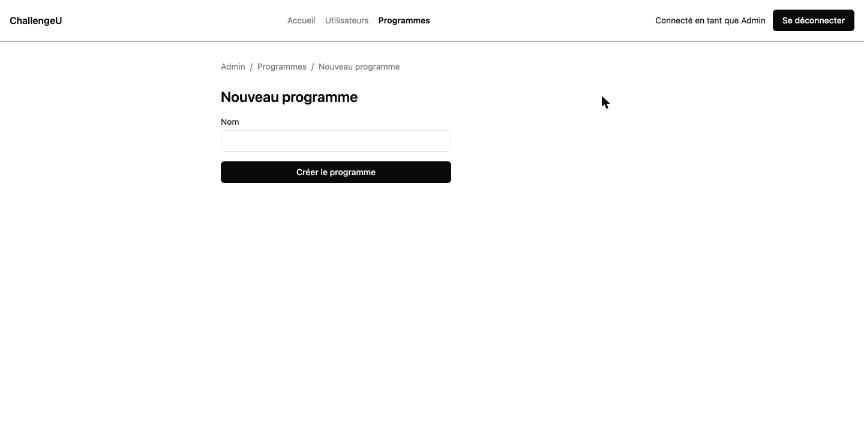 ChallengeU Accueil Utilisateurs Programmes Connecté en tant que Admin Se déconnecter
Admin / Programmes / Nouveau programme
Nouveau programme
Nom
Créer le programme